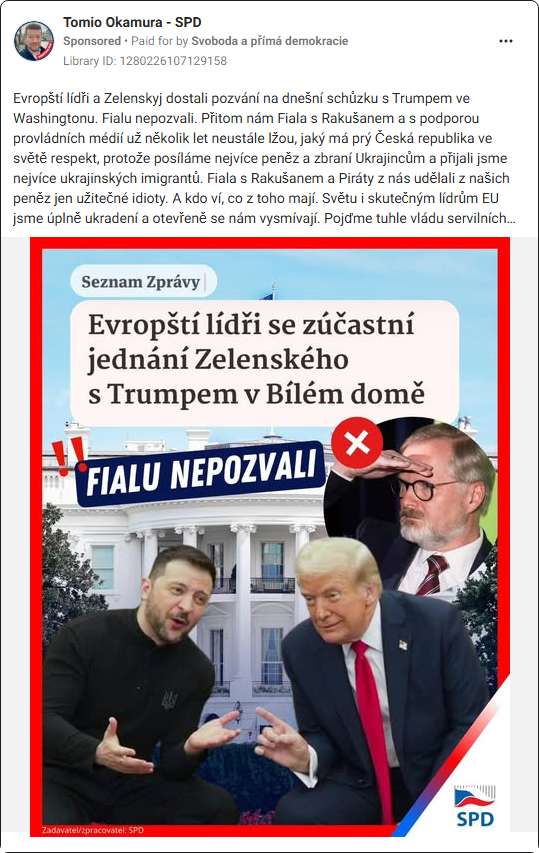 Tomio Okamura - SPD
Sponsored • Paid for by Svoboda a přímá demokracie
Library ID: 1280226107129158
Evropští lídři a Zelenskyj dostali pozvání na dnešní schůzku s Trumpem ve
Washingtonu. Fialu nepozvali. Přitom nám Fiala s Rakušanem a s podporou
provládních médií už několik let neustále lžou, jaký má prý Česká republika ve
světě respekt, protože posíláme nejvíce peněz a zbraní Ukrajincům a přijali jsme
nejvíce ukrajinských imigrantů. Fiala s Rakušanem a Piráty z nás udělali z našich
peněz jen užitečné idioty. A kdo ví, co z toho mají. Světu i skutečným lídrům EU
jsme úplně ukradení a otevřeně se nám vysmívají. Pojďme tuhle vládu servilních...
Seznam Zprávy
Evropští lídři se zúčastní
jednání Zelenského
s Trumpem v Bílém domě
!! FIALU NEPOZVALI
SPD
Zadavatel/zpracovatel: SPD